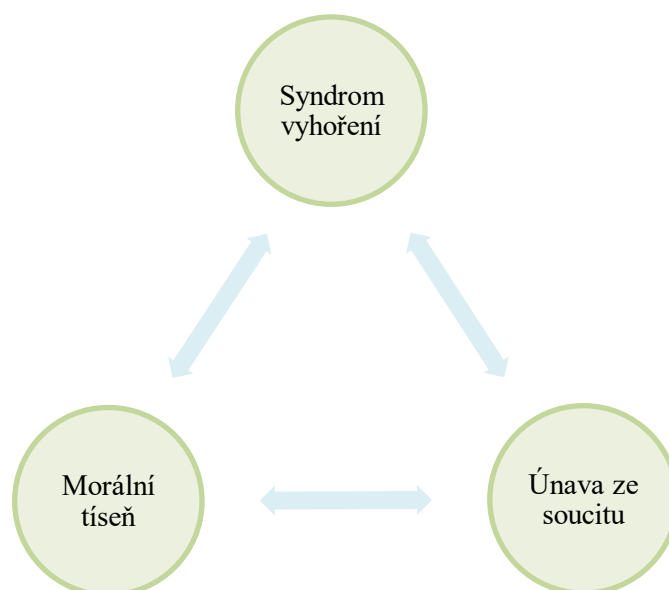 Syndrom
vyhoření
Morální
tíseň
Únava ze
soucitu